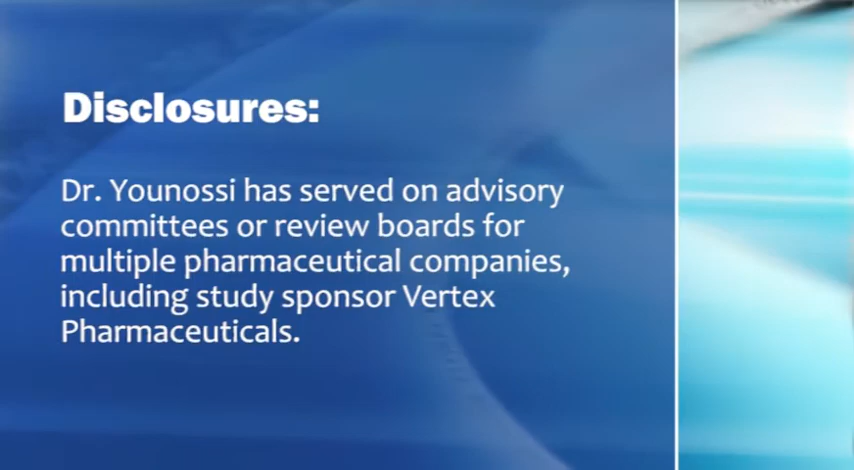 Disclosures:
Dr. Younossi has served on advisory
committees or review boards for
multiple pharmaceutical companies,
including study sponsor Vertex
Pharmaceuticals.